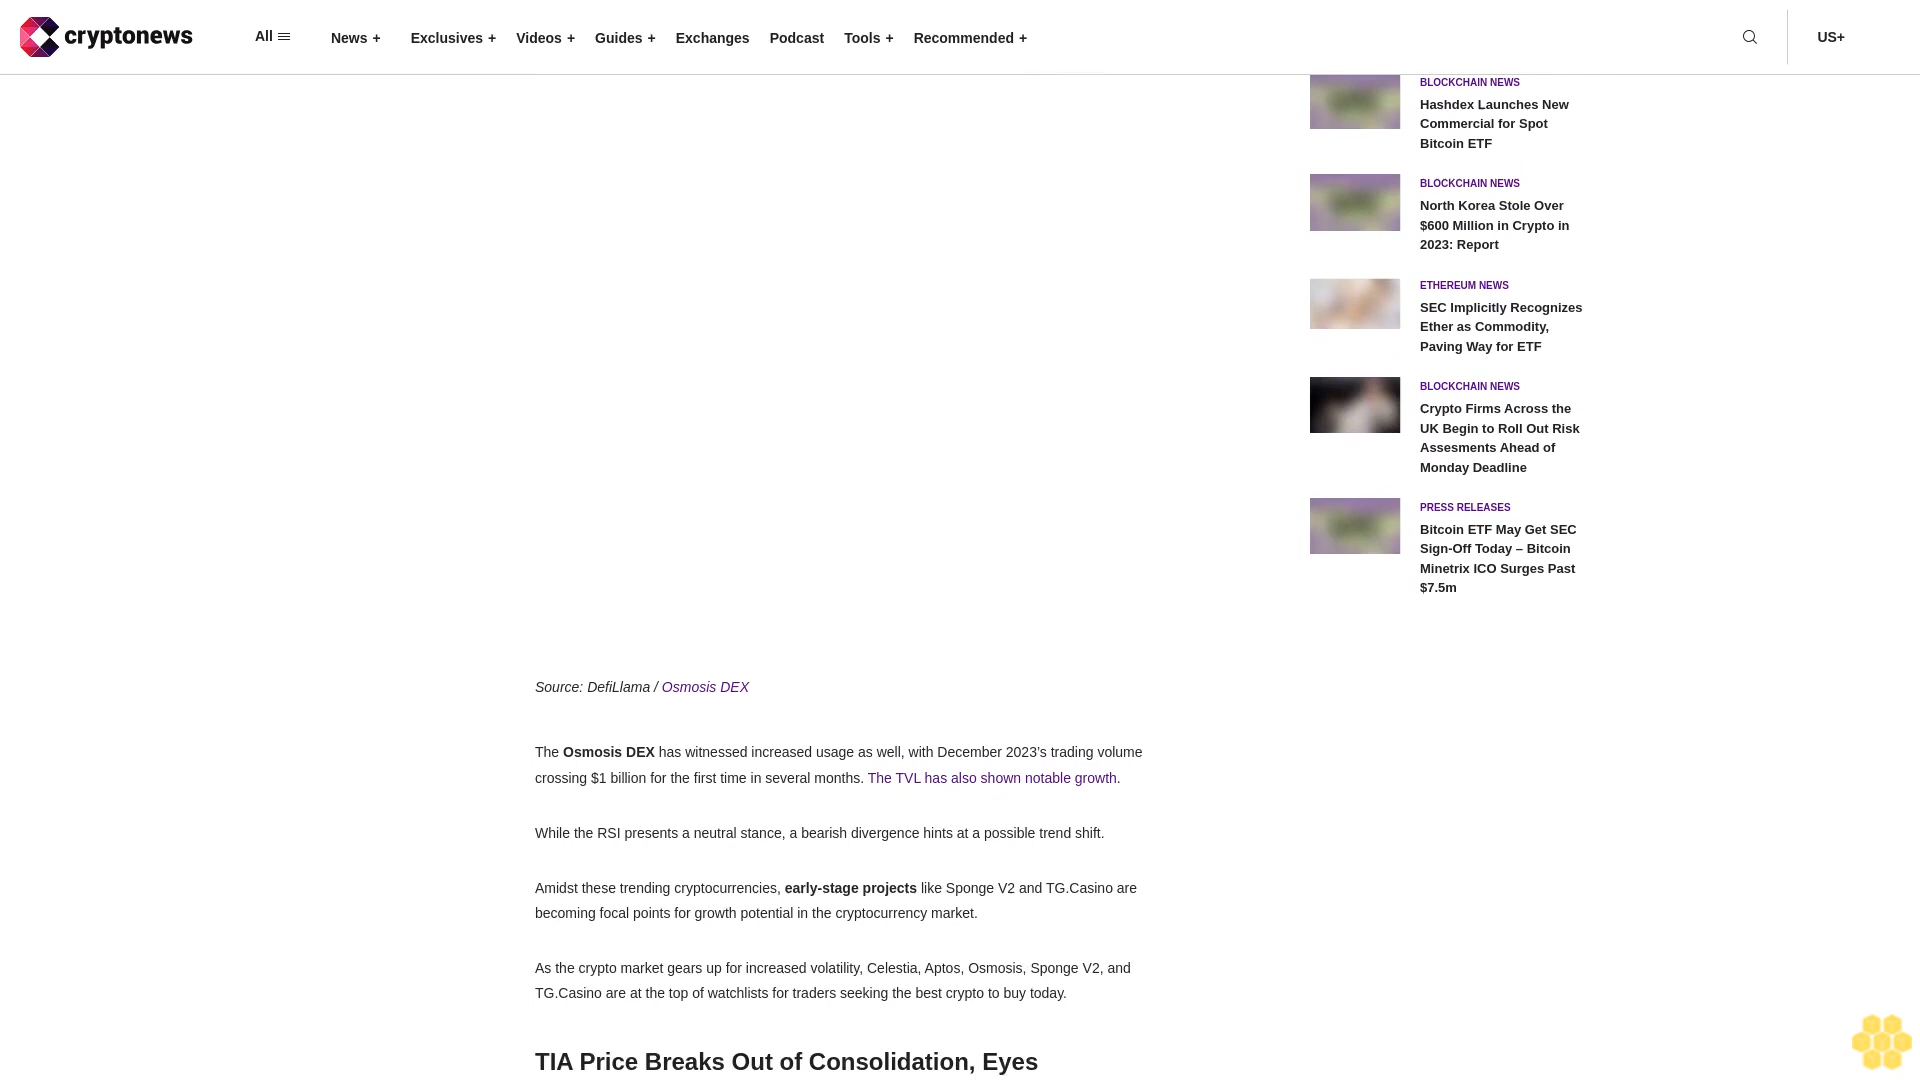 cryptonews
All
News +
Exclusives +
Videos +
Guides +
Exchanges
Podcast
Tools +
Recommended +
US+
BLOCKCHAIN NEWS
Hashdex Launches New
Commercial for Spot
Bitcoin ETF
BLOCKCHAIN NEWS
North Korea Stole Over
$600 Million in Crypto in
2023: Report
ETHEREUM NEWS
SEC Implicitly Recognizes
Ether as Commodity,
Paving Way for ETF
BLOCKCHAIN NEWS
Crypto Firms Across the
UK Begin to Roll Out Risk
Assesments Ahead of
Monday Deadline
PRESS RELEASES
Bitcoin ETF May Get SEC
Sign-Off Today – Bitcoin
Minetrix ICO Surges Past
$7.5m
Source: DefiLlama / Osmosis DEX
The Osmosis DEX has witnessed increased usage as well, with December 2023’s trading volume
crossing $1 billion for the first time in several months. The TVL has also shown notable growth.
While the RSI presents a neutral stance, a bearish divergence hints at a possible trend shift.
Amidst these trending cryptocurrencies, early-stage projects like Sponge V2 and TG.Casino are
becoming focal points for growth potential in the cryptocurrency market.
As the crypto market gears up for increased volatility, Celestia, Aptos, Osmosis, Sponge V2, and
TG.Casino are at the top of watchlists for traders seeking the best crypto to buy today.
TIA Price Breaks Out of Consolidation, Eyes